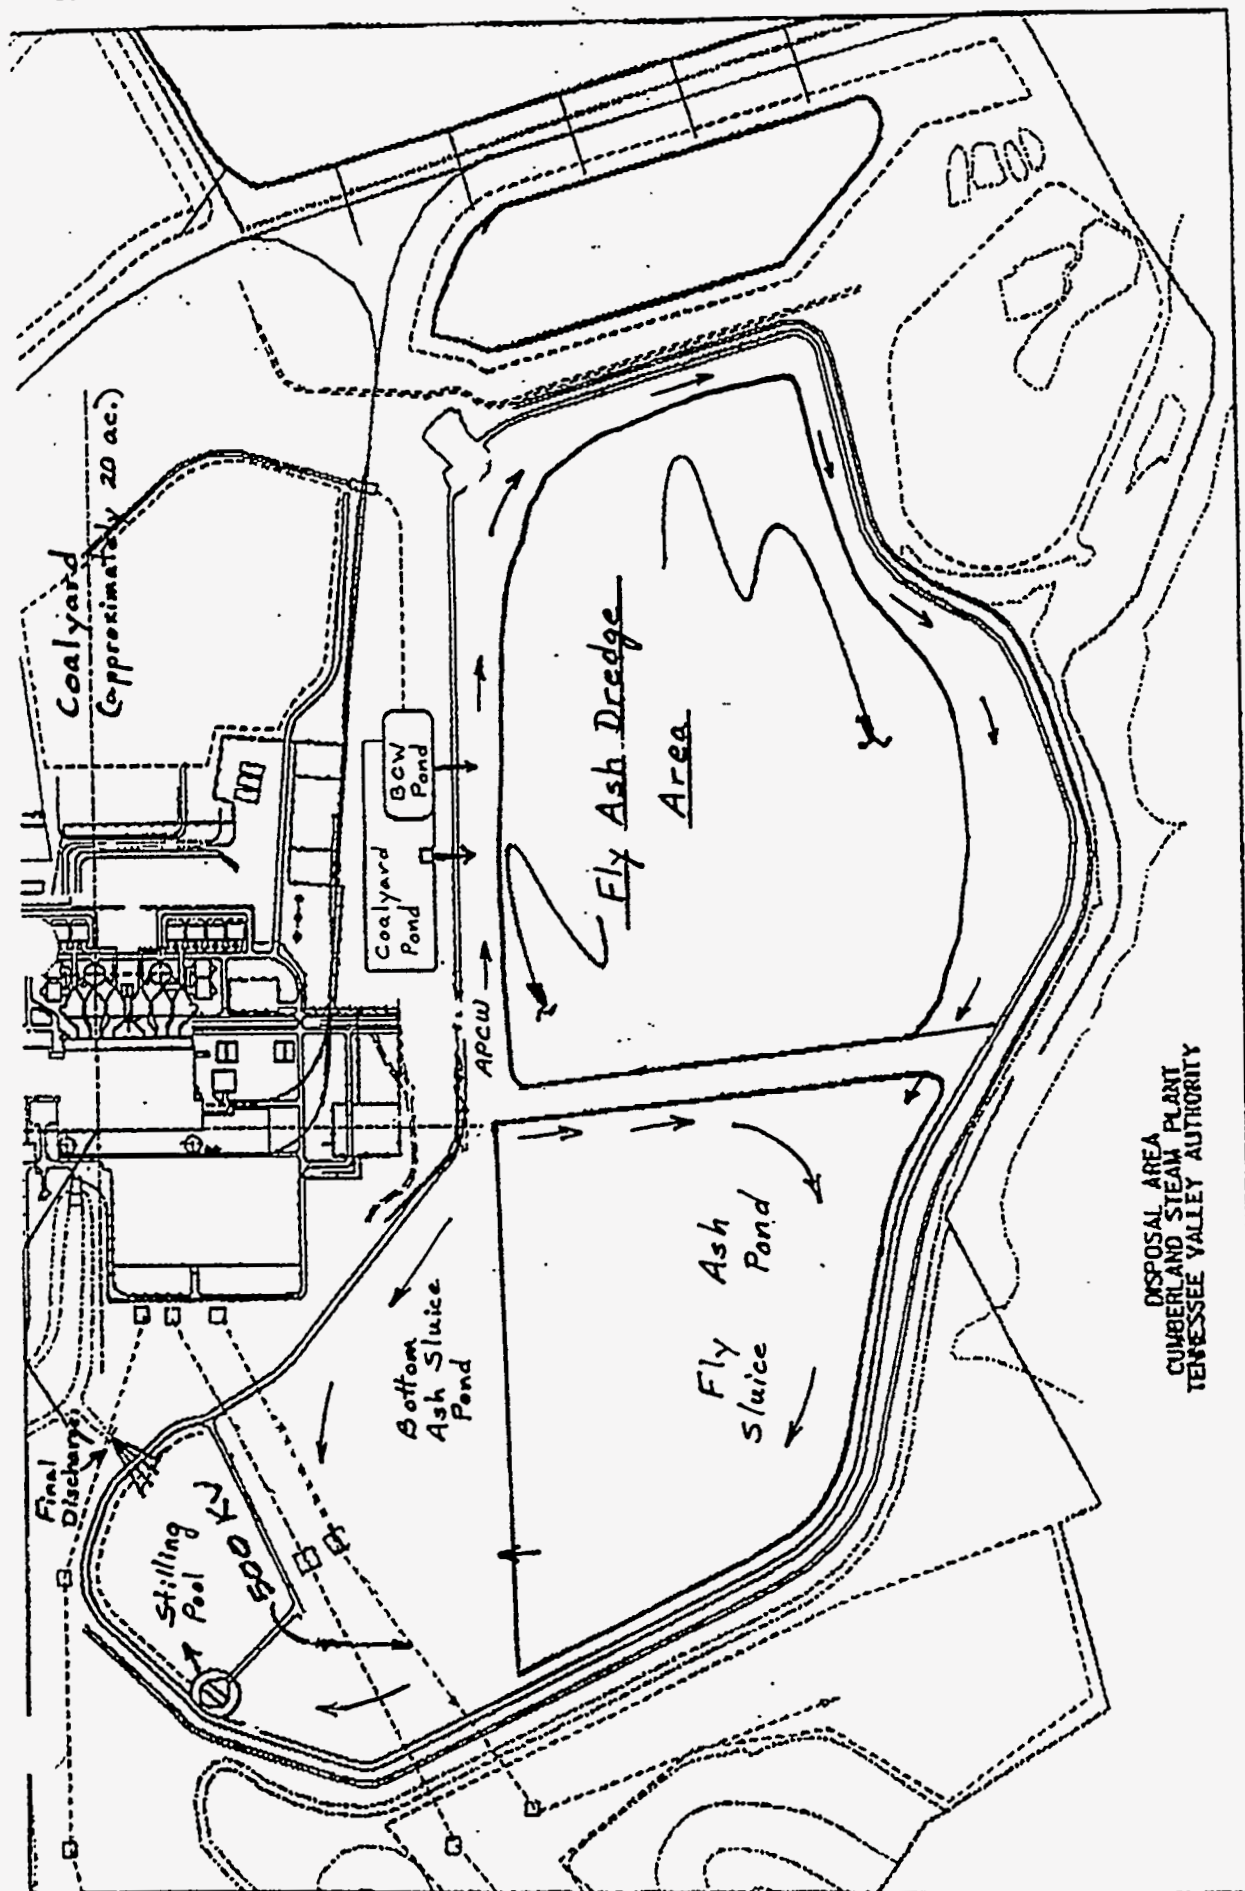 Coalyard
(approximately 20 ac.)
BCW
Pond
Coalyard
Pond
APCW
Fly Ash Dredge
Area
Fly Ash
Sluice Pond
Bottom
Ash Sluice
Pond
Final
Discharge
Stilling
Pool
500 KV
DISPOSAL AREA
CUMBERLAND STEAM PLANT
TENNESSEE VALLEY AUTHORITY